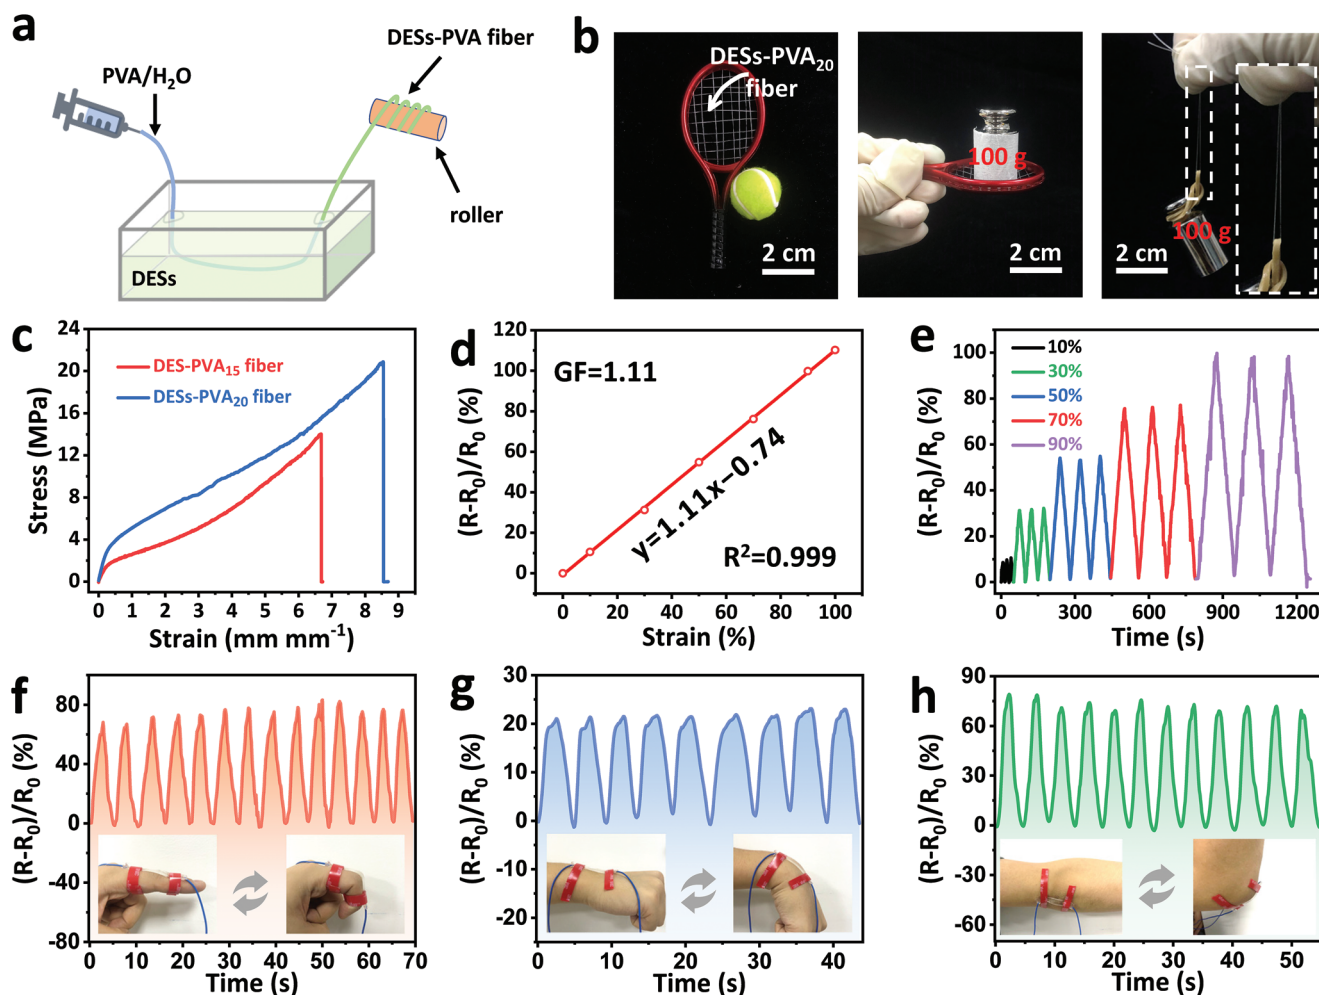 a
DESs-PVA fiber
PVA/H₂O
roller
DESs
b
DESs-PVA₂₀
fiber
2 cm
100 g
2 cm
100 g
2 cm
c
24
20
16
12
8
4
0
Stress (MPa)
DES-PVA₁₅ fiber
DESs-PVA₂₀ fiber
0 1 2 3 4 5 6 7 8 9
Strain (mm mm⁻¹)
d
120
100
80
60
40
20
0
(R-R₀)/R₀ (%)
GF=1.11
y=1.11x−0.74
R²=0.999
0 20 40 60 80 100
Strain (%)
e
100
80
60
40
20
0
(R-R₀)/R₀ (%)
10%
30%
50%
70%
90%
0 300 600 900 1200
Time (s)
f
80
40
0
-40
-80
(R-R₀)/R₀ (%)
0 10 20 30 40 50 60 70
Time (s)
g
30
20
10
0
-10
-20
(R-R₀)/R₀ (%)
0 10 20 30 40
Time (s)
h
90
60
30
0
-30
-60
(R-R₀)/R₀ (%)
0 10 20 30 40 50
Time (s)